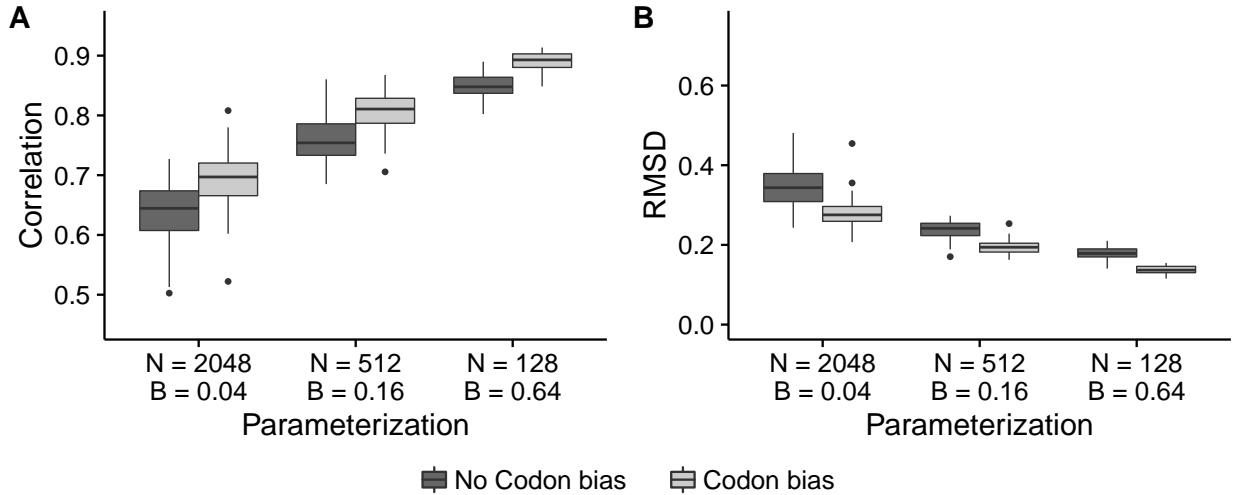 A
Correlation
0.9
0.8
0.7
0.6
0.5
N = 2048
B = 0.04
N = 512
B = 0.16
N = 128
B = 0.64
Parameterization
B
RMSD
0.6
0.4
0.2
0.0
N = 2048
B = 0.04
N = 512
B = 0.16
N = 128
B = 0.64
Parameterization
No Codon bias
Codon bias